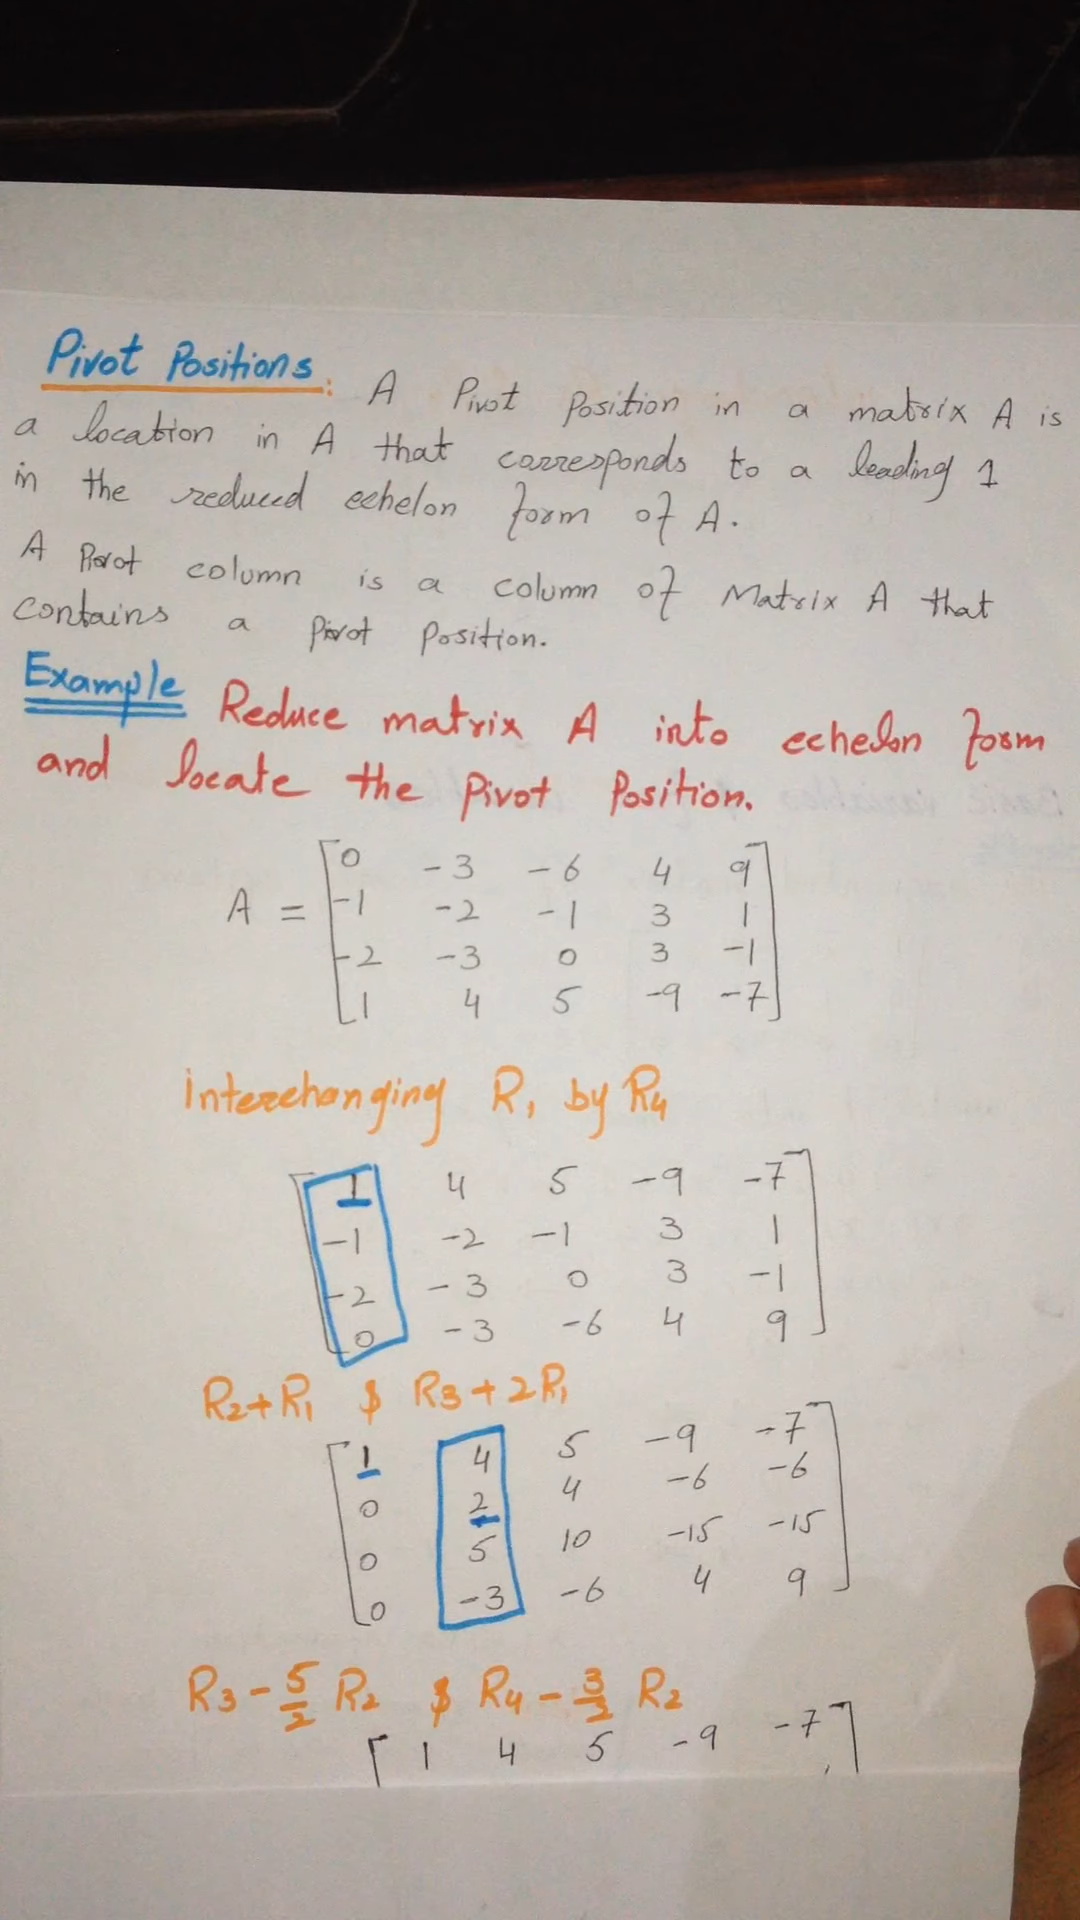 Pivot Positions: A Pivot Position in a matrix A is
a location in A that corresponds to a leading 1
in the reduced echelon form of A.
A Pivot column is a column of Matrix A that
contains a Pivot Position.
Example Reduce matrix A into echelon form
and locate the Pivot Position.
0 -3 -6 4 9
A = -1 -2 -1 3 1
-2 -3 0 3 -1
1 4 5 -9 -7
interchanging R1 by R4
1 4 5 -9 -7
-1 -2 -1 3 1
-2 -3 0 3 -1
0 -3 -6 4 9
R2+R1 $ R3+2R1
1 4 5 -9 -7
0 2 4 -6 -6
0 5 10 -15 -15
0 -3 -6 4 9
R3 - 5/2 R2 $ R4 - 3/2 R2
1 4 5 -9 -7